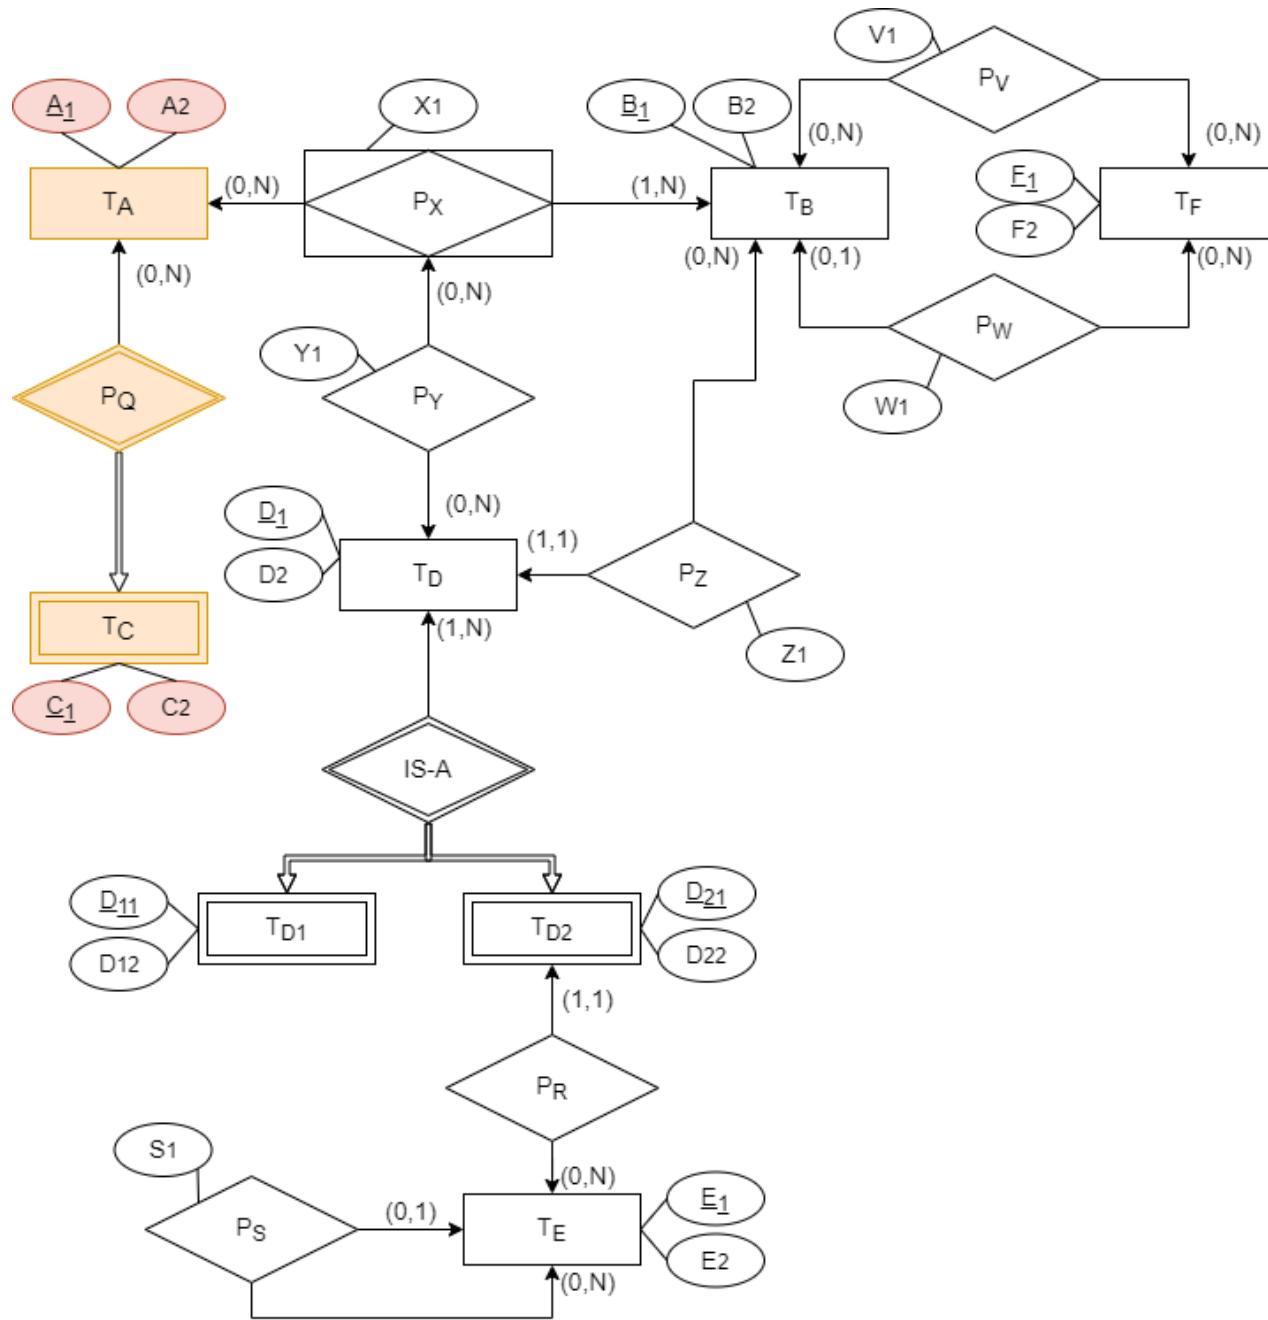 V1
PV
A1
A2
X1
B1
B2
(0,N)
(0,N)
TA
(0,N)
PX
(1,N)
TB
F1
F2
TF
(0,N)
(0,N)
(0,N)
(0,1)
(0,N)
PW
Y1
PQ
PY
W1
D1
(0,N)
(1,1)
D2
TD
PZ
TC
(1,N)
Z1
C1
C2
IS-A
D11
D12
TD1
TD2
D21
D22
(1,1)
PR
S1
(0,N)
PS
(0,1)
TE
E1
E2
(0,N)